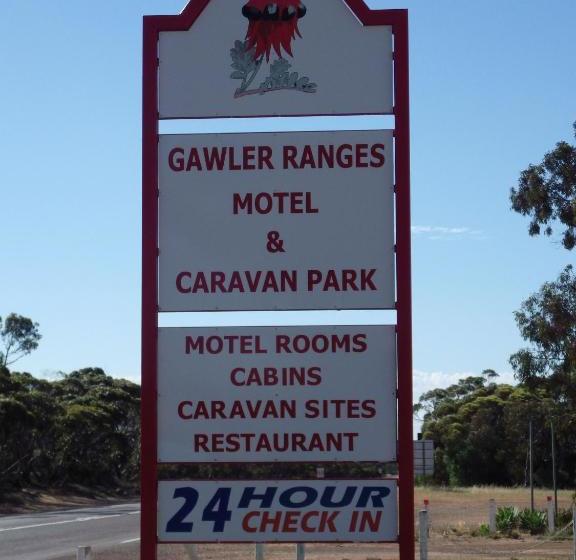 GAWLER RANGES
MOTEL
&
CARAVAN PARK
MOTEL ROOMS
CABINS
CARAVAN SITES
RESTAURANT
24 HOUR
CHECK IN